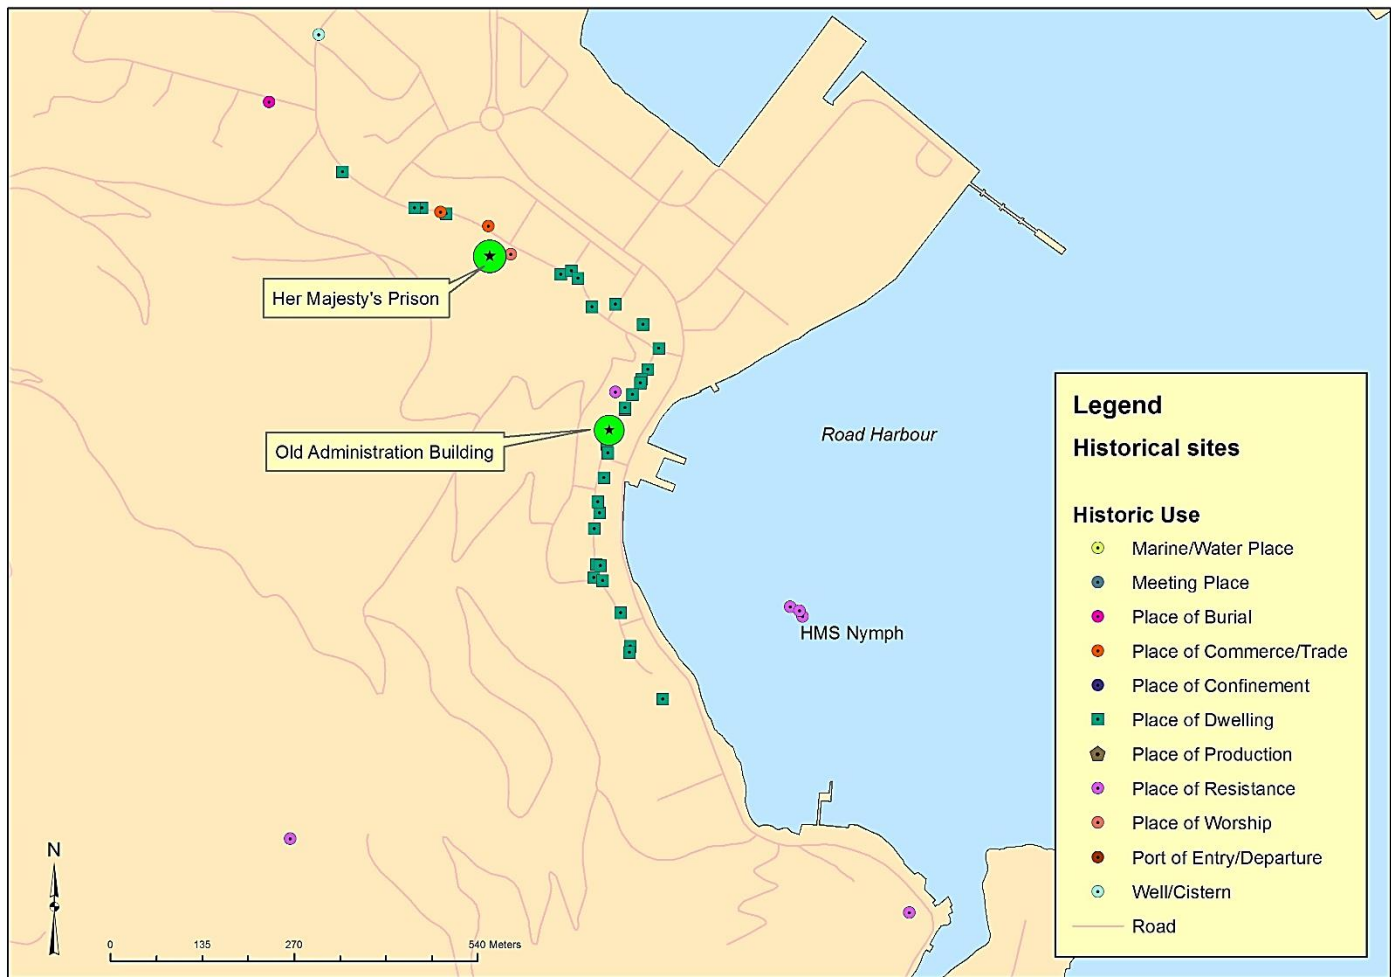 Her Majesty's Prison
Old Administration Building
Road Harbour
HMS Nymph
N
0 135 270 540 Meters
Legend
Historical sites
Historic Use
Marine/Water Place
Meeting Place
Place of Burial
Place of Commerce/Trade
Place of Confinement
Place of Dwelling
Place of Production
Place of Resistance
Place of Worship
Port of Entry/Departure
Well/Cistern
Road